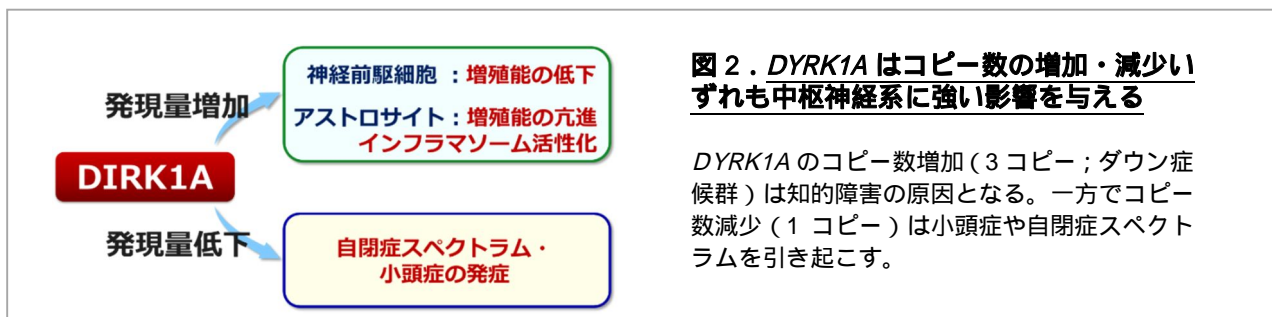 発現量増加
神経前駆細胞 : 増殖能の低下
アストロサイト : 増殖能の亢進
インフラマソーム活性化
DIRK1A
発現量低下
自閉症スペクトラム・
小頭症の発症
図 2．DYRK1A はコピー数の増加・減少い
ずれも中枢神経系に強い影響を与える
DYRK1A のコピー数増加（3 コピー；ダウン症
候群）は知的障害の原因となる。一方でコピー
数減少（1 コピー）は小頭症や自閉症スペクト
ラムを引き起こす。